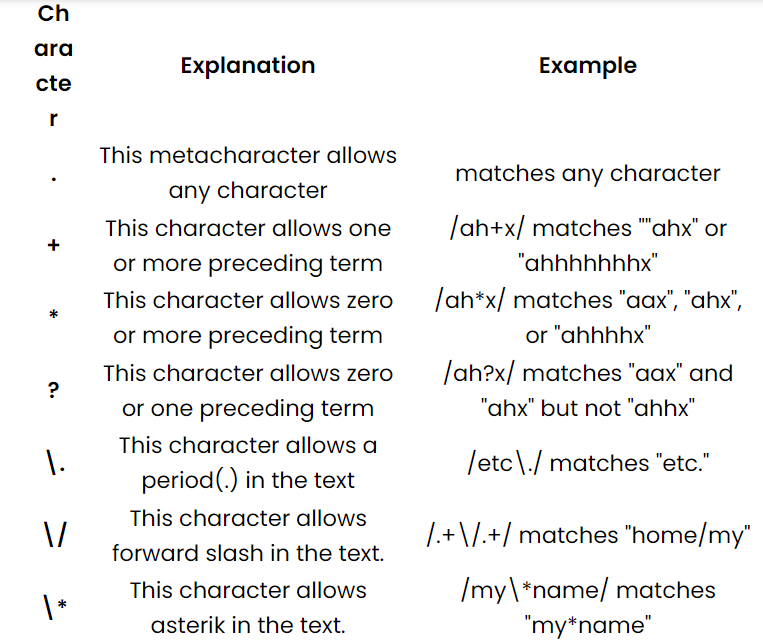 Ch
ara
cte
r
Explanation
Example
.
This metacharacter allows
any character
matches any character
+
This character allows one
or more preceding term
/ah+x/ matches ""ahx" or
"ahhhhhhhx"
*
This character allows zero
or more preceding term
/ah*x/ matches "aax", "ahx",
or "ahhhhx"
?
This character allows zero
or one preceding term
/ah?x/ matches "aax" and
"ahx" but not "ahhx"
\.
This character allows a
period(.) in the text
/etc\./ matches "etc."
\/
This character allows
forward slash in the text.
/.+\/.+/ matches "home/my"
\*
This character allows
asterik in the text.
/my\*name/ matches
"my*name"